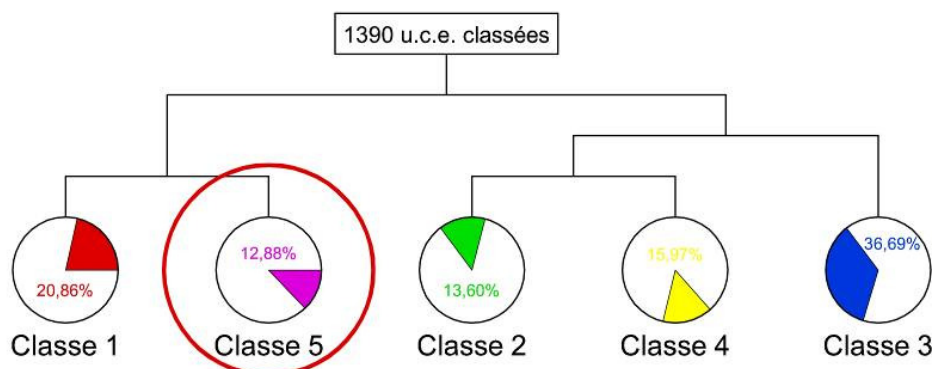 1390 u.c.e. classées
20,86%
12,88%
13,60%
15,97%
36,69%
Classe 1
Classe 5
Classe 2
Classe 4
Classe 3